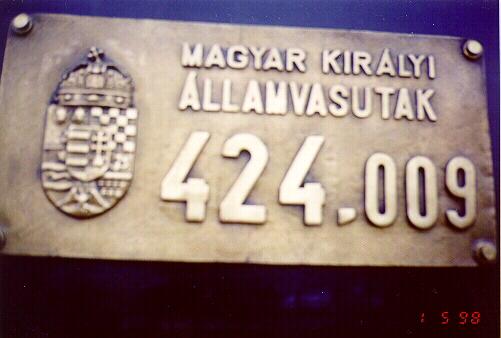 MAGYAR KIRÁLYI
ÁLLAMVASUTAK
424.009
1 5 98